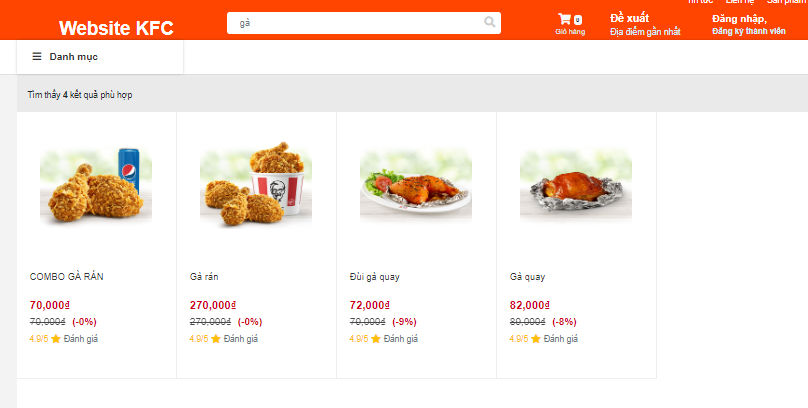 Tin tức Liên hệ Sản phẩm
Website KFC
gà
0
Giỏ hàng
Đề xuất
Địa điểm gần nhất
Đăng nhập,
Đăng ký thành viên
Danh mục
Tìm thấy 4 kết quả phù hợp
COMBO GÀ RÁN
70,000₫
70,000₫ (-0%)
4.9/5 Đánh giá
Gà rán
270,000₫
270,000₫ (-0%)
4.9/5 Đánh giá
Đùi gà quay
72,000₫
70,000₫ (-9%)
4.9/5 Đánh giá
Gà quay
82,000₫
80,000₫ (-8%)
4.9/5 Đánh giá